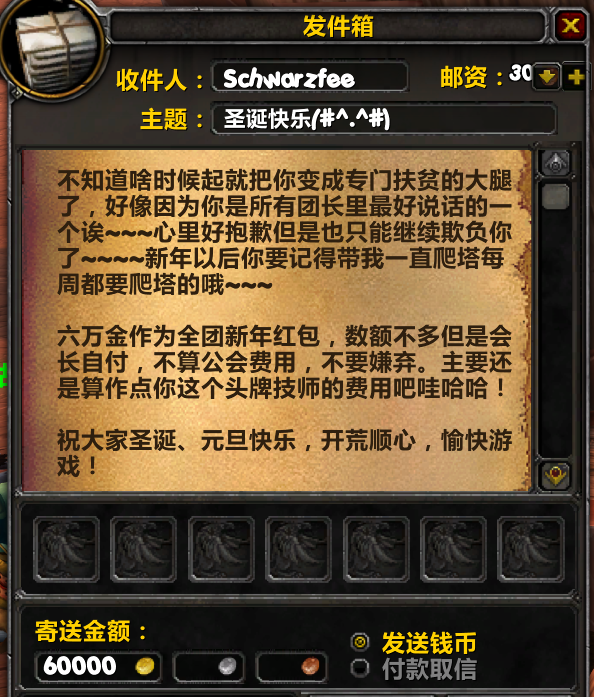 发件箱
收件人： Schwarzfee 邮资：30
主题： 圣诞快乐(#^.^#)
不知道啥时候起就把你变成专门扶贫的大腿
了，好像因为你是所有团长里最好说话的一
个诶~~~心里好抱歉但是也只能继续欺负你
了~~~~新年以后你要记得带我一直爬塔每
周都要爬塔的哦~~~
六万金作为全团新年红包，数额不多但是会
长自付，不算公会费用，不要嫌弃。主要还
是算作点你这个头牌技师的费用吧哇哈哈！
祝大家圣诞、元旦快乐，开荒顺心，愉快游
戏！
寄送金额：
60000
发送钱币
付款取信